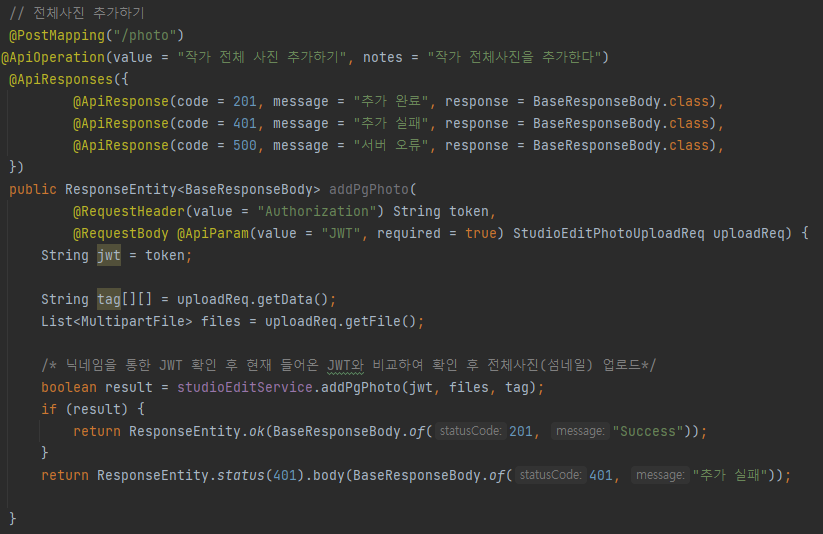 // 전체사진 추가하기
@PostMapping("/photo")
@ApiOperation(value = "작가 전체 사진 추가하기", notes = "작가 전체사진을 추가한다")
@ApiResponses({
@ApiResponse(code = 201, message = "추가 완료", response = BaseResponseBody.class),
@ApiResponse(code = 401, message = "추가 실패", response = BaseResponseBody.class),
@ApiResponse(code = 500, message = "서버 오류", response = BaseResponseBody.class),
})
public ResponseEntity<BaseResponseBody> addPgPhoto(
@RequestHeader(value = "Authorization") String token,
@RequestBody @ApiParam(value = "JWT", required = true) StudioEditPhotoUploadReq uploadReq) {
String jwt = token;
String tag[][] = uploadReq.getData();
List<MultipartFile> files = uploadReq.getFile();
/* 닉네임을 통한 JWT 확인 후 현재 들어온 JWT와 비교하여 확인 후 전체사진(섬네일) 업로드*/
boolean result = studioEditService.addPgPhoto(jwt, files, tag);
if (result) {
return ResponseEntity.ok(BaseResponseBody.of( statusCode: 201, message: "Success"));
}
return ResponseEntity.status(401).body(BaseResponseBody.of( statusCode: 401, message: "추가 실패"));
}